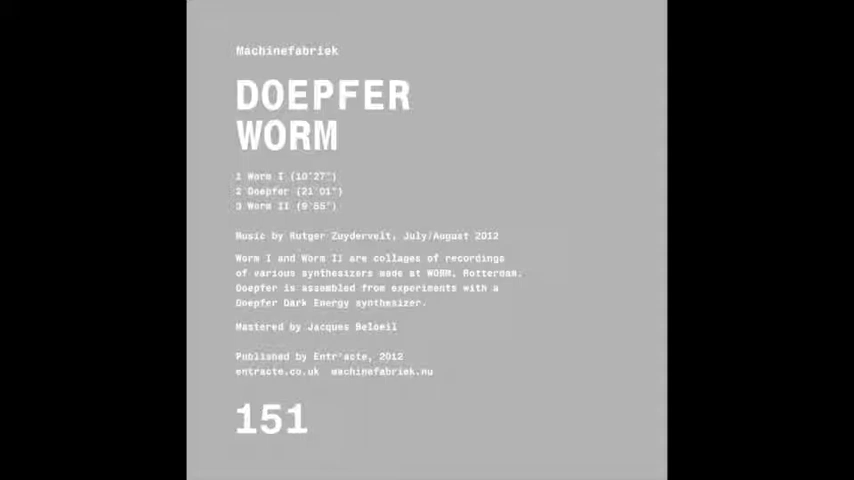 Machinefabriek
DOEPFER
WORM
1 Worm I (10'27")
2 Doepfer (21'01")
3 Worm II (9'55")
Music by Rutger Zuydervelt, July/August 2012
Worm I and Worm II are collages of recordings
of various synthesizers made at WORM, Rotterdam.
Doepfer is assembled from experiments with a
Doepfer Dark Energy synthesizer.
Mastered by Jacques Beloeil
Published by Entr'acte, 2012
entracte.co.uk machinefabriek.nu
151